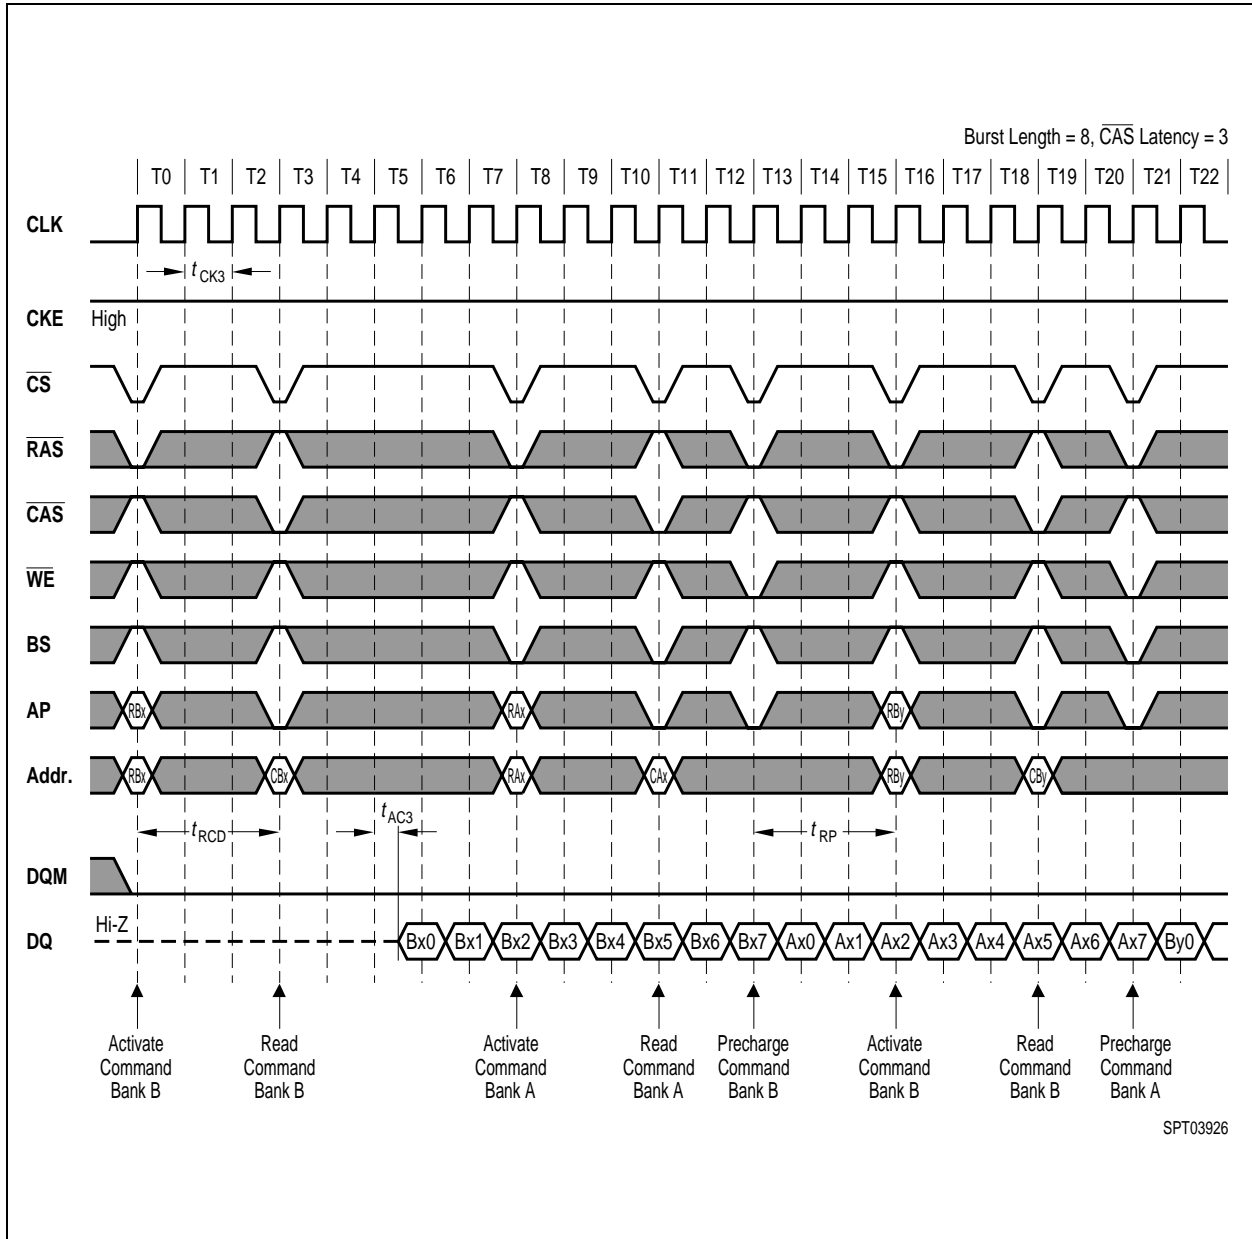 Burst Length = 8, CAS Latency = 3
T0 T1 T2 T3 T4 T5 T6 T7 T8 T9 T10 T11 T12 T13 T14 T15 T16 T17 T18 T19 T20 T21 T22
CLK
t CK3
CKE High
CS
RAS
CAS
WE
BS
AP RBx RAx RBy
Addr. RBx CBx RAx CAx RBy CBy
t RCD t AC3 t RP
DQM
Hi-Z
DQ Bx0 Bx1 Bx2 Bx3 Bx4 Bx5 Bx6 Bx7 Ax0 Ax1 Ax2 Ax3 Ax4 Ax5 Ax6 Ax7 By0
Activate Read Activate Read Precharge Activate Read Precharge
Command Command Command Command Command Command Command Command
Bank B Bank B Bank A Bank A Bank B Bank B Bank B Bank A
SPT03926